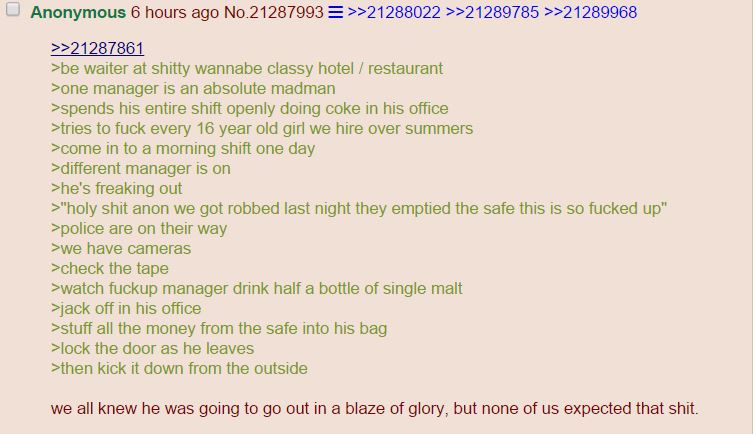 Anonymous 6 hours ago No.21287993 ☰ >>21288022 >>21289785 >>21289968
>>21287861
>be waiter at shitty wannabe classy hotel / restaurant
>one manager is an absolute madman
>spends his entire shift openly doing coke in his office
>tries to fuck every 16 year old girl we hire over summers
>come in to a morning shift one day
>different manager is on
>he's freaking out
>"holy shit anon we got robbed last night they emptied the safe this is so fucked up"
>police are on their way
>we have cameras
>check the tape
>watch fuckup manager drink half a bottle of single malt
>jack off in his office
>stuff all the money from the safe into his bag
>lock the door as he leaves
>then kick it down from the outside
we all knew he was going to go out in a blaze of glory, but none of us expected that shit.